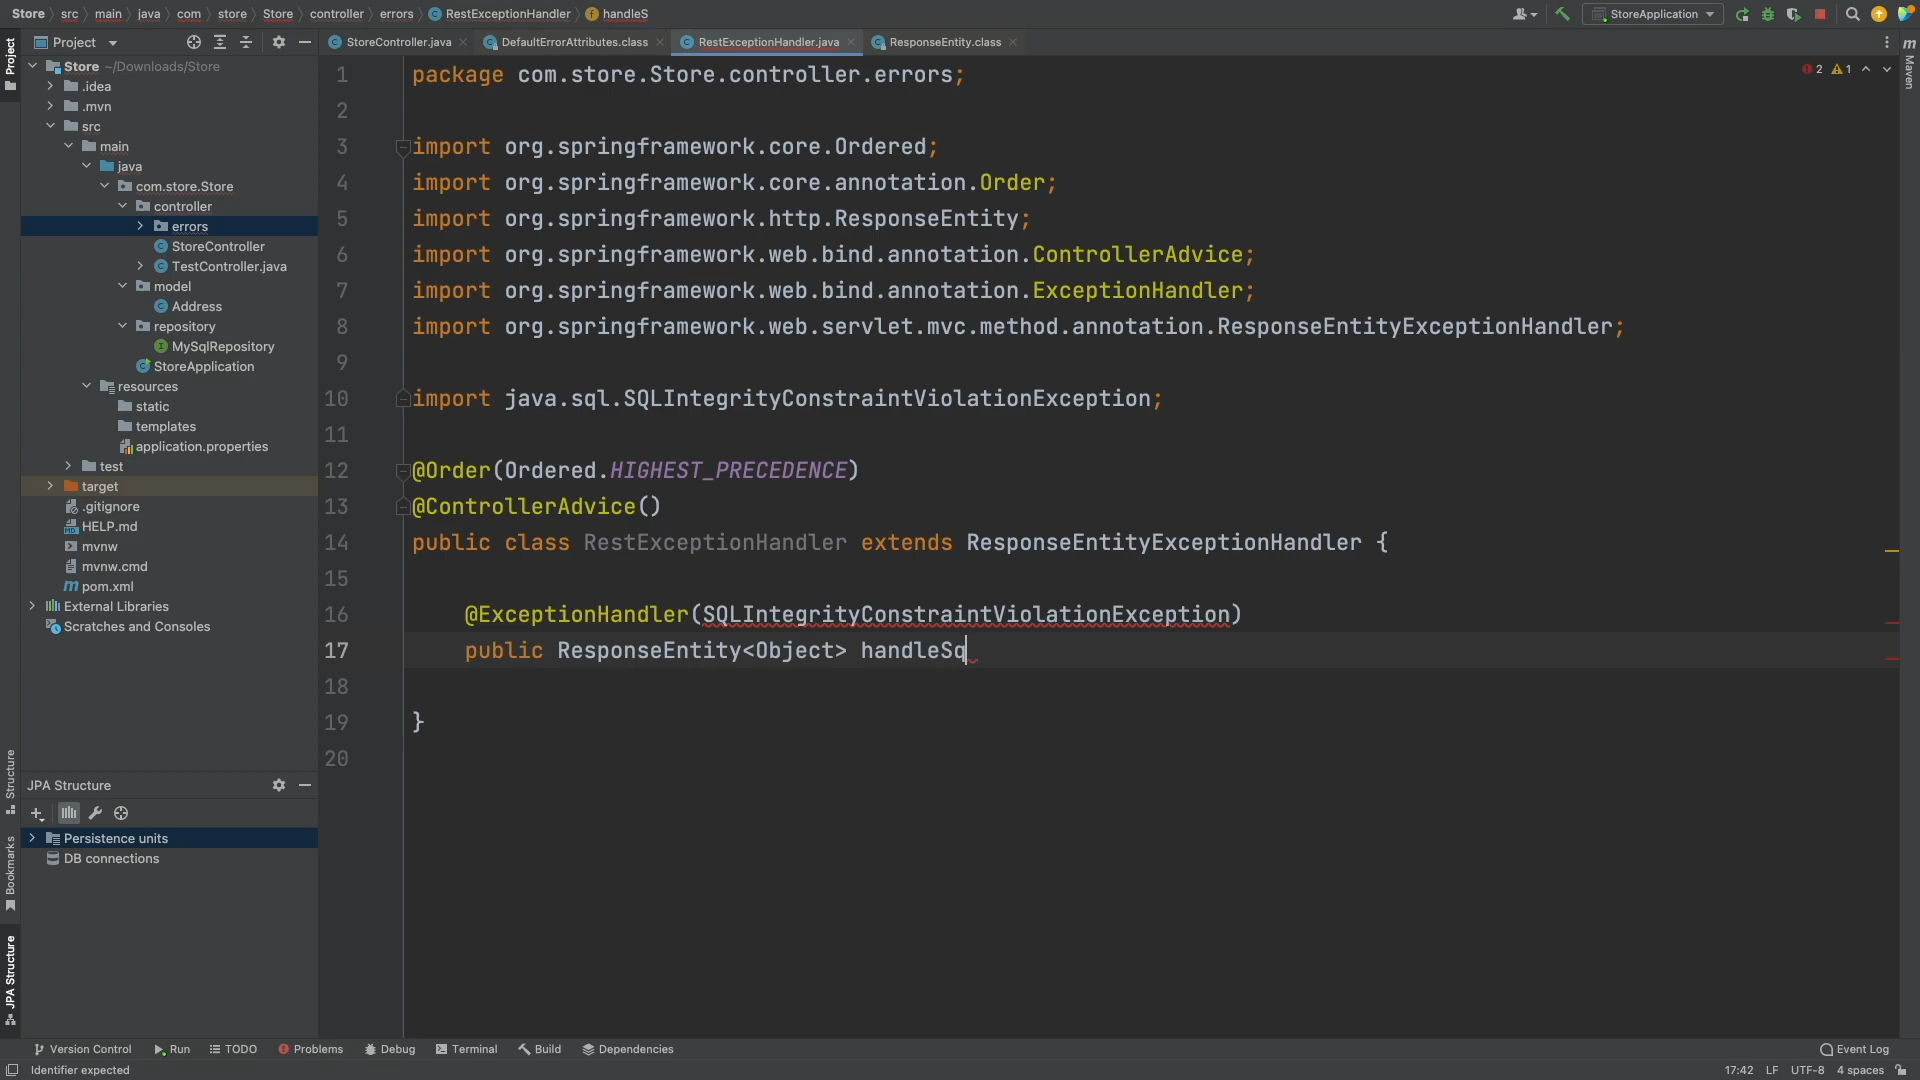 Store src main java com store Store controller errors RestExceptionHandler handleS
StoreApplication
Project
StoreController.java DefaultErrorAttributes.class RestExceptionHandler.java ResponseEntity.class
Project
Store ~/Downloads/Store
.idea
.mvn
src
main
java
com.store.Store
controller
errors
StoreController
TestController.java
model
Address
repository
MySqlRepository
StoreApplication
resources
static
templates
application.properties
test
target
.gitignore
HELP.md
mvnw
mvnw.cmd
pom.xml
External Libraries
Scratches and Consoles
JPA Structure
Persistence units
DB connections
Structure
Bookmarks
JPA Structure
1 package com.store.Store.controller.errors;
2
3 import org.springframework.core.Ordered;
4 import org.springframework.core.annotation.Order;
5 import org.springframework.http.ResponseEntity;
6 import org.springframework.web.bind.annotation.ControllerAdvice;
7 import org.springframework.web.bind.annotation.ExceptionHandler;
8 import org.springframework.web.servlet.mvc.method.annotation.ResponseEntityExceptionHandler;
9
10 import java.sql.SQLIntegrityConstraintViolationException;
11
12 @Order(Ordered.HIGHEST_PRECEDENCE)
13 @ControllerAdvice()
14 public class RestExceptionHandler extends ResponseEntityExceptionHandler {
15
16 @ExceptionHandler(SQLIntegrityConstraintViolationException)
17 public ResponseEntity<Object> handleSq
18
19 }
20
2 1
m
Maven
Version Control Run TODO Problems Debug Terminal Build Dependencies Event Log
Identifier expected 17:42 LF UTF-8 4 spaces